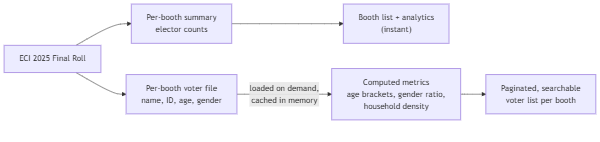 ECI 2025 Final Roll
Per-booth summary
elector counts
Booth list + analytics
(instant)
Per-booth voter file
name, ID, age, gender
loaded on demand,
cached in memory
Computed metrics
age brackets, gender ratio,
household density
Paginated, searchable
voter list per booth